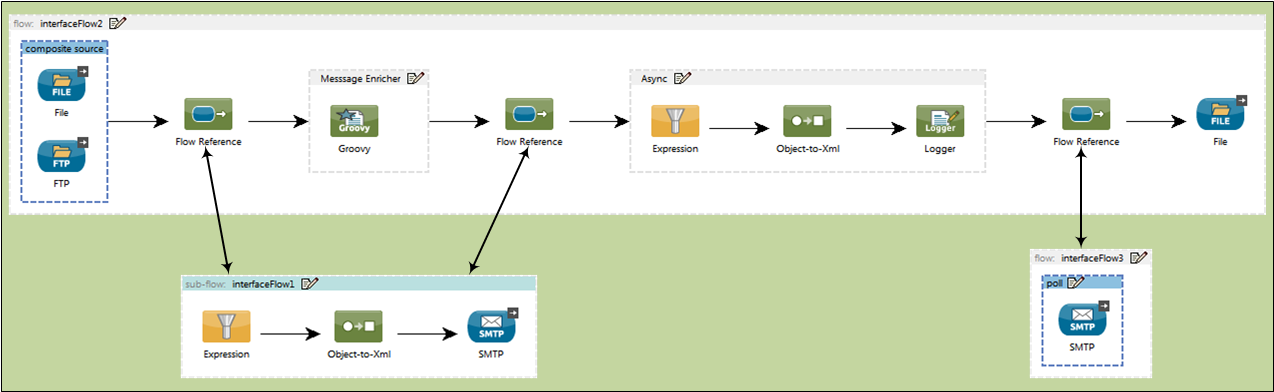 flow: interfaceFlow2
composite source
FILE
File
FTP
FTP
Flow Reference
Messsage Enricher
Groovy
Groovy
Flow Reference
Async
Expression
Object-to-Xml
Logger
Logger
Flow Reference
FILE
File
sub-flow: interfaceFlow1
Expression
Object-to-Xml
SMTP
SMTP
flow: interfaceFlow3
poll
SMTP
SMTP